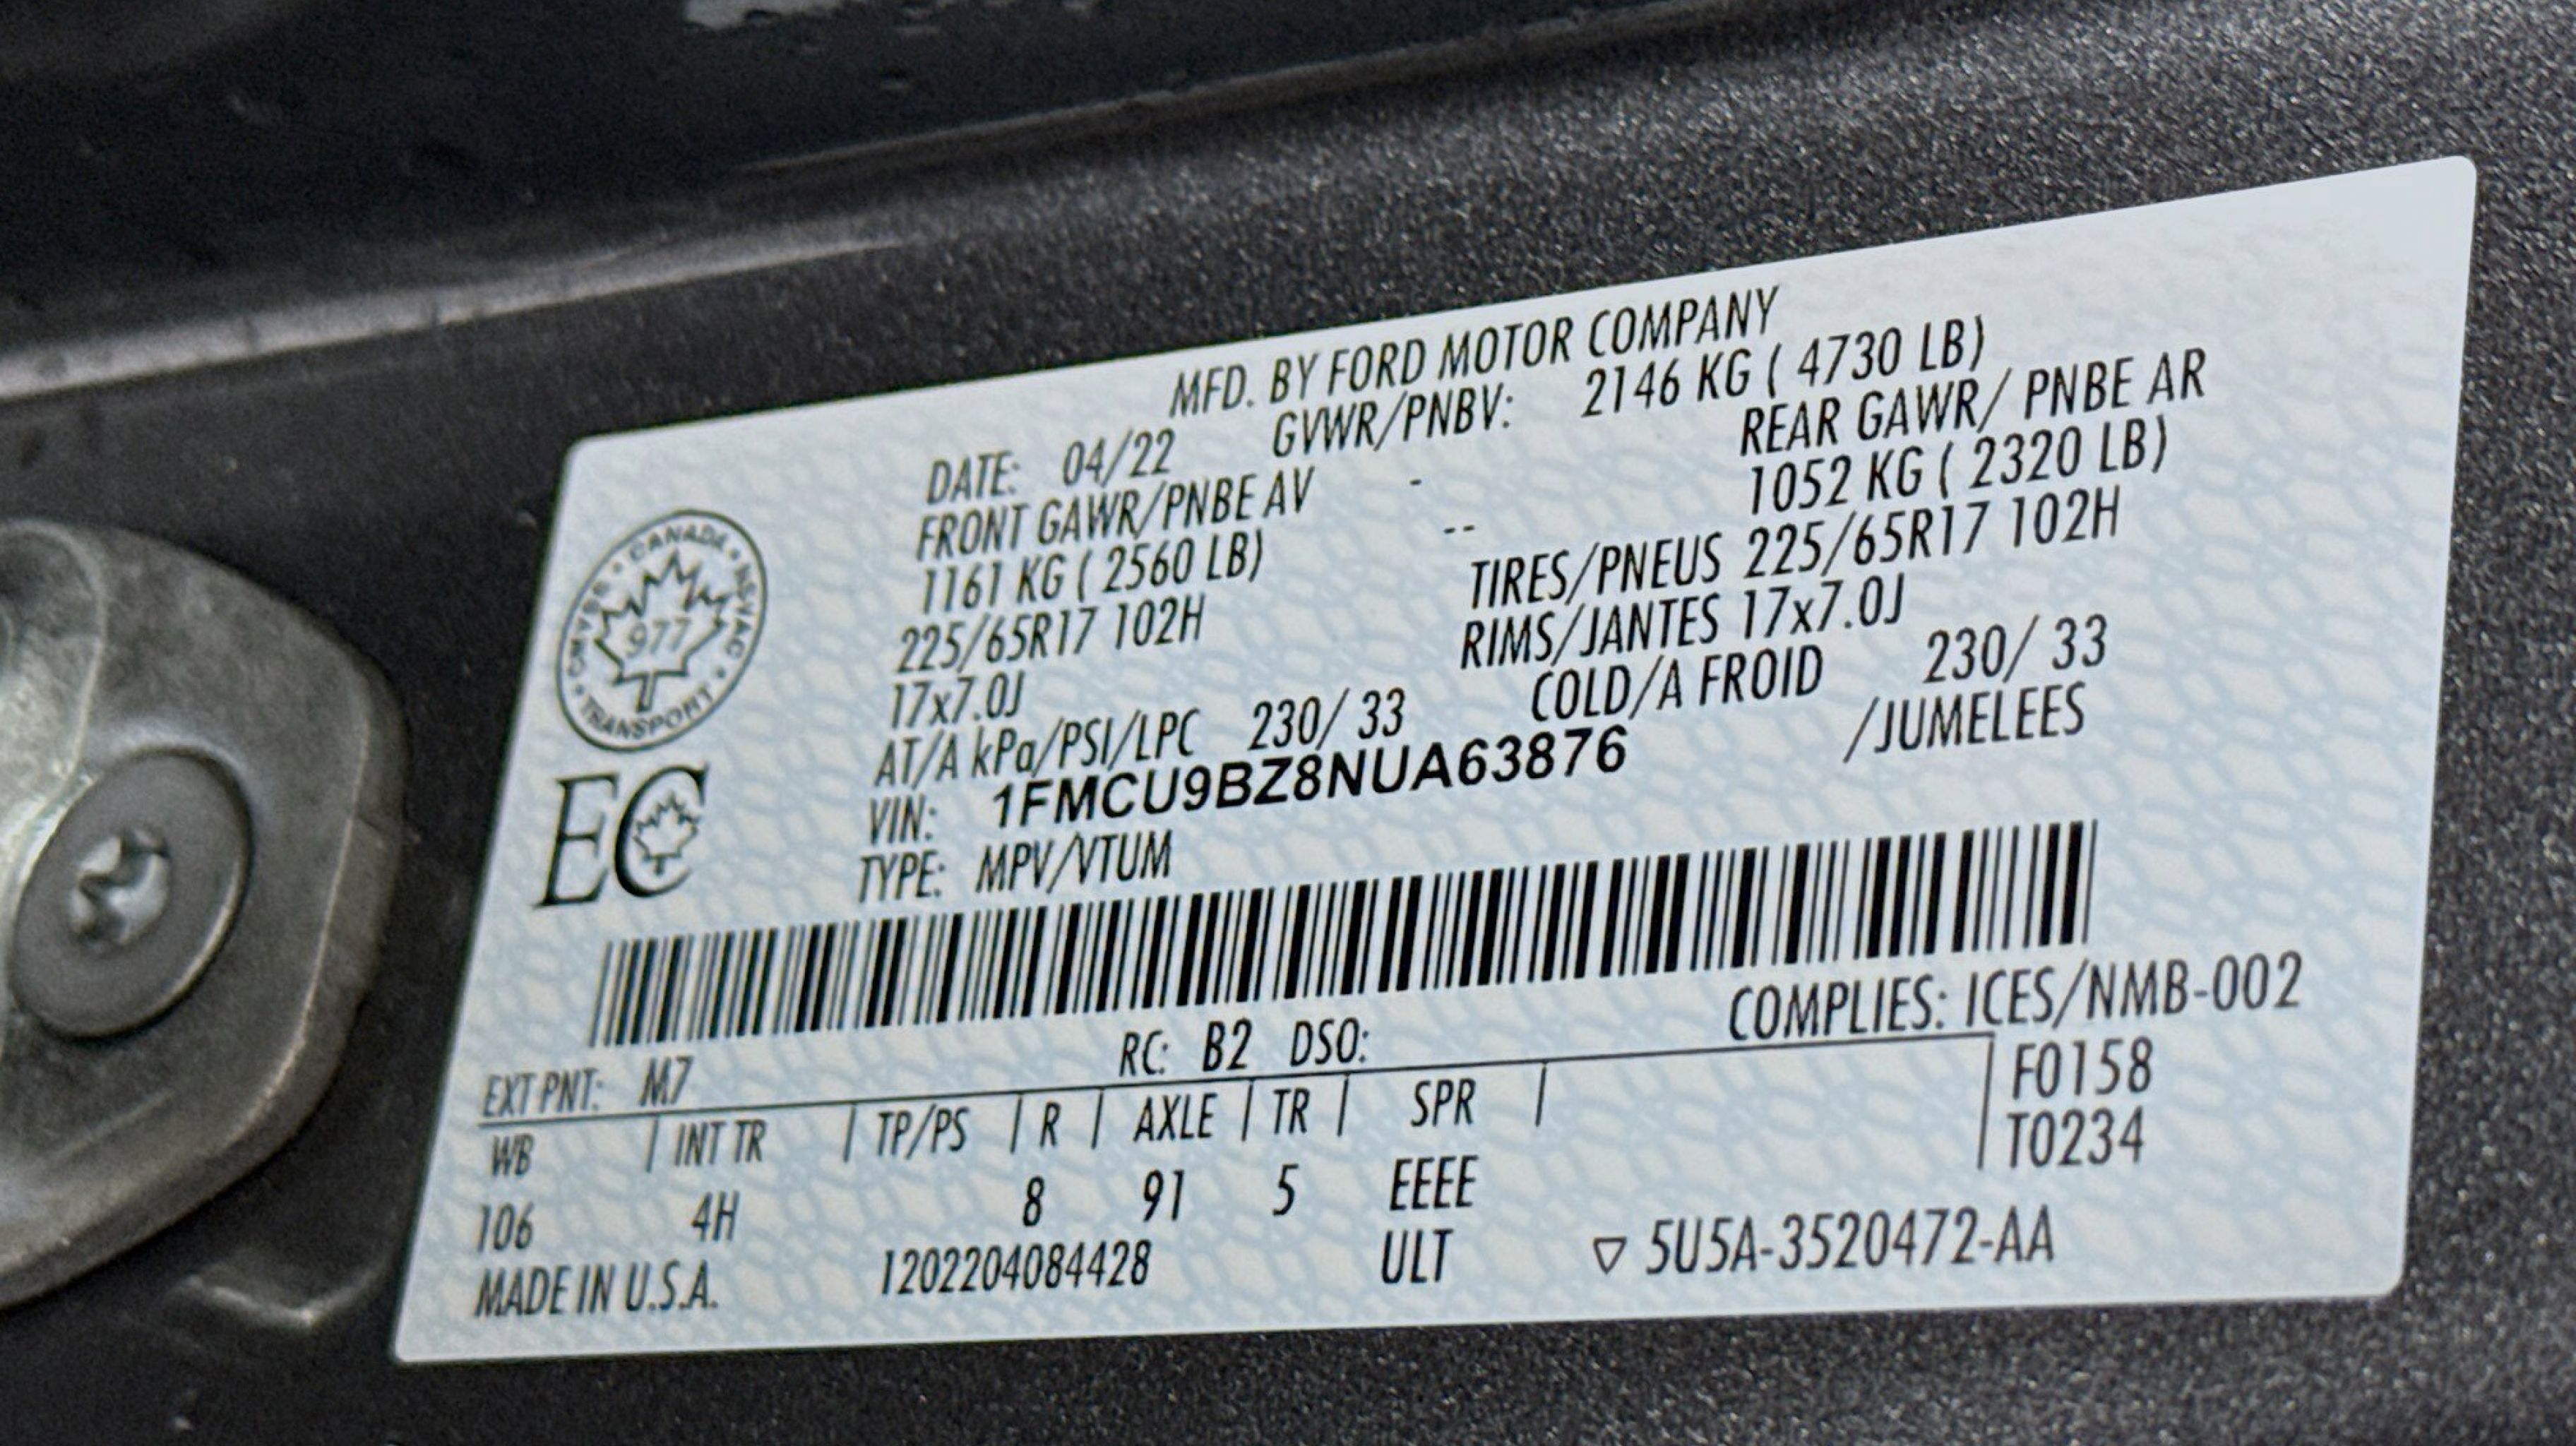 MFD. BY FORD MOTOR COMPANY
DATE: 04/22 GVWR/PNBV: 2146 KG ( 4730 LB)
FRONT GAWR/PNBE AV - REAR GAWR/ PNBE AR
1161 KG ( 2560 LB) -- 1052 KG ( 2320 LB)
225/65R17 102H TIRES/PNEUS 225/65R17 102H
17x7.0J RIMS/JANTES 17x7.0J
AT/A kPa/PSI/LPC 230/ 33 COLD/A FROID 230/ 33
VIN: 1FMCU9BZ8NUA63876 /JUMELEES
TYPE: MPV/VTUM
CMVSS • CANADA • NSVAC • TRANSPORT •
977
EC
COMPLIES: ICES/NMB-002
EXT PNT: M7 RC: B2 DSO:
WB | INT TR | TP/PS | R | AXLE | TR | SPR | F0158
T0234
106 4H 8 91 5 EEEE
MADE IN U.S.A. 1202204084428 ULT ▽ 5U5A-3520472-AA